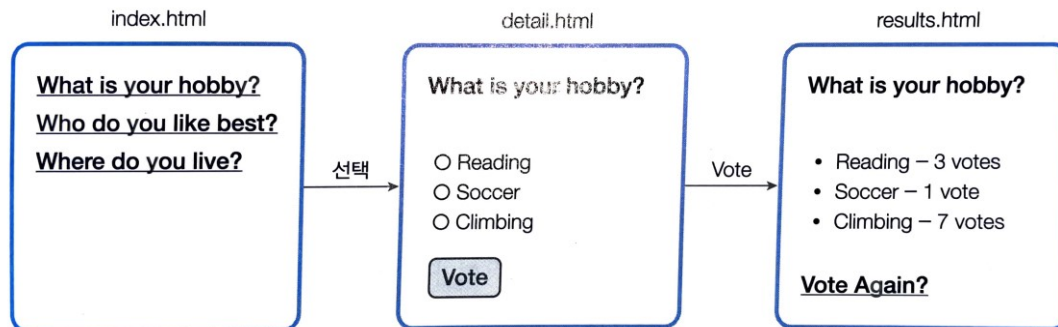 index.html
What is your hobby?
Who do you like best?
Where do you live?
선택
detail.html
What is your hobby?
Reading
Soccer
Climbing
Vote
Vote
results.html
What is your hobby?
• Reading – 3 votes
• Soccer – 1 vote
• Climbing – 7 votes
Vote Again?